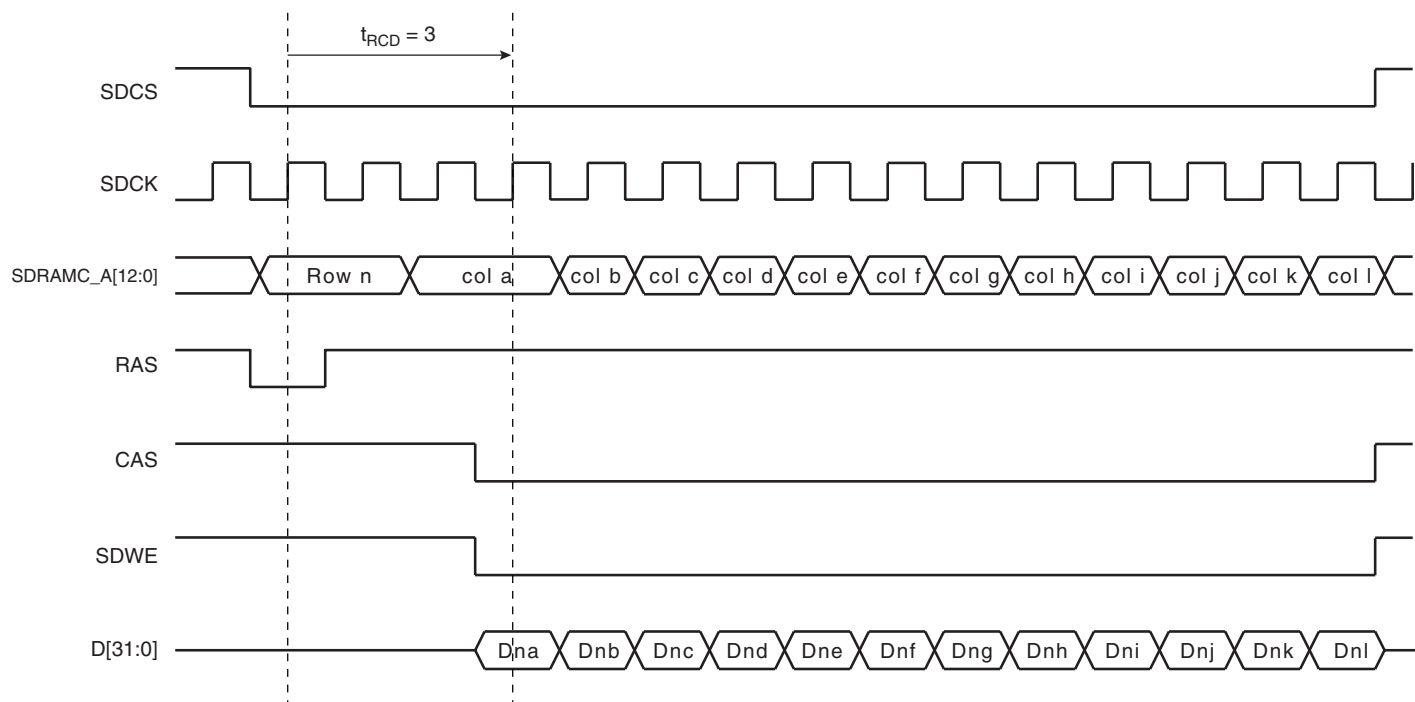 tRCD = 3
SDCS
SDCK
SDRAMC_A[12:0] Row n col a col b col c col d col e col f col g col h col i col j col k col l
RAS
CAS
SDWE
D[31:0] Dna Dnb Dnc Dnd Dne Dnf Dng Dnh Dni Dnj Dnk Dnl